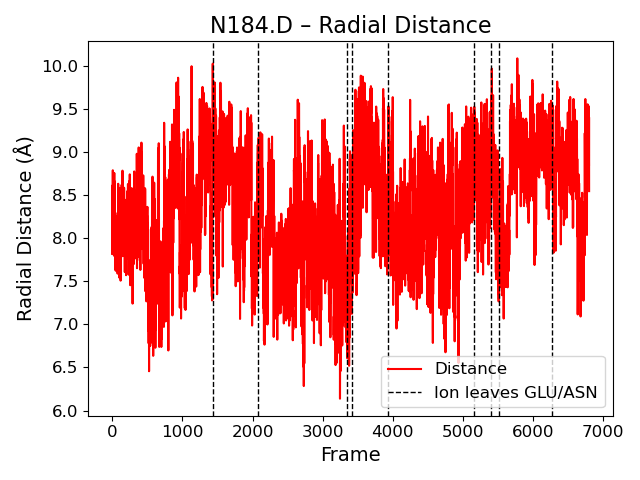 N184.D – Radial Distance
Radial Distance (Å)
10.0
9.5
9.0
8.5
8.0
7.5
7.0
6.5
6.0
Distance
Ion leaves GLU/ASN
0 1000 2000 3000 4000 5000 6000 7000
Frame